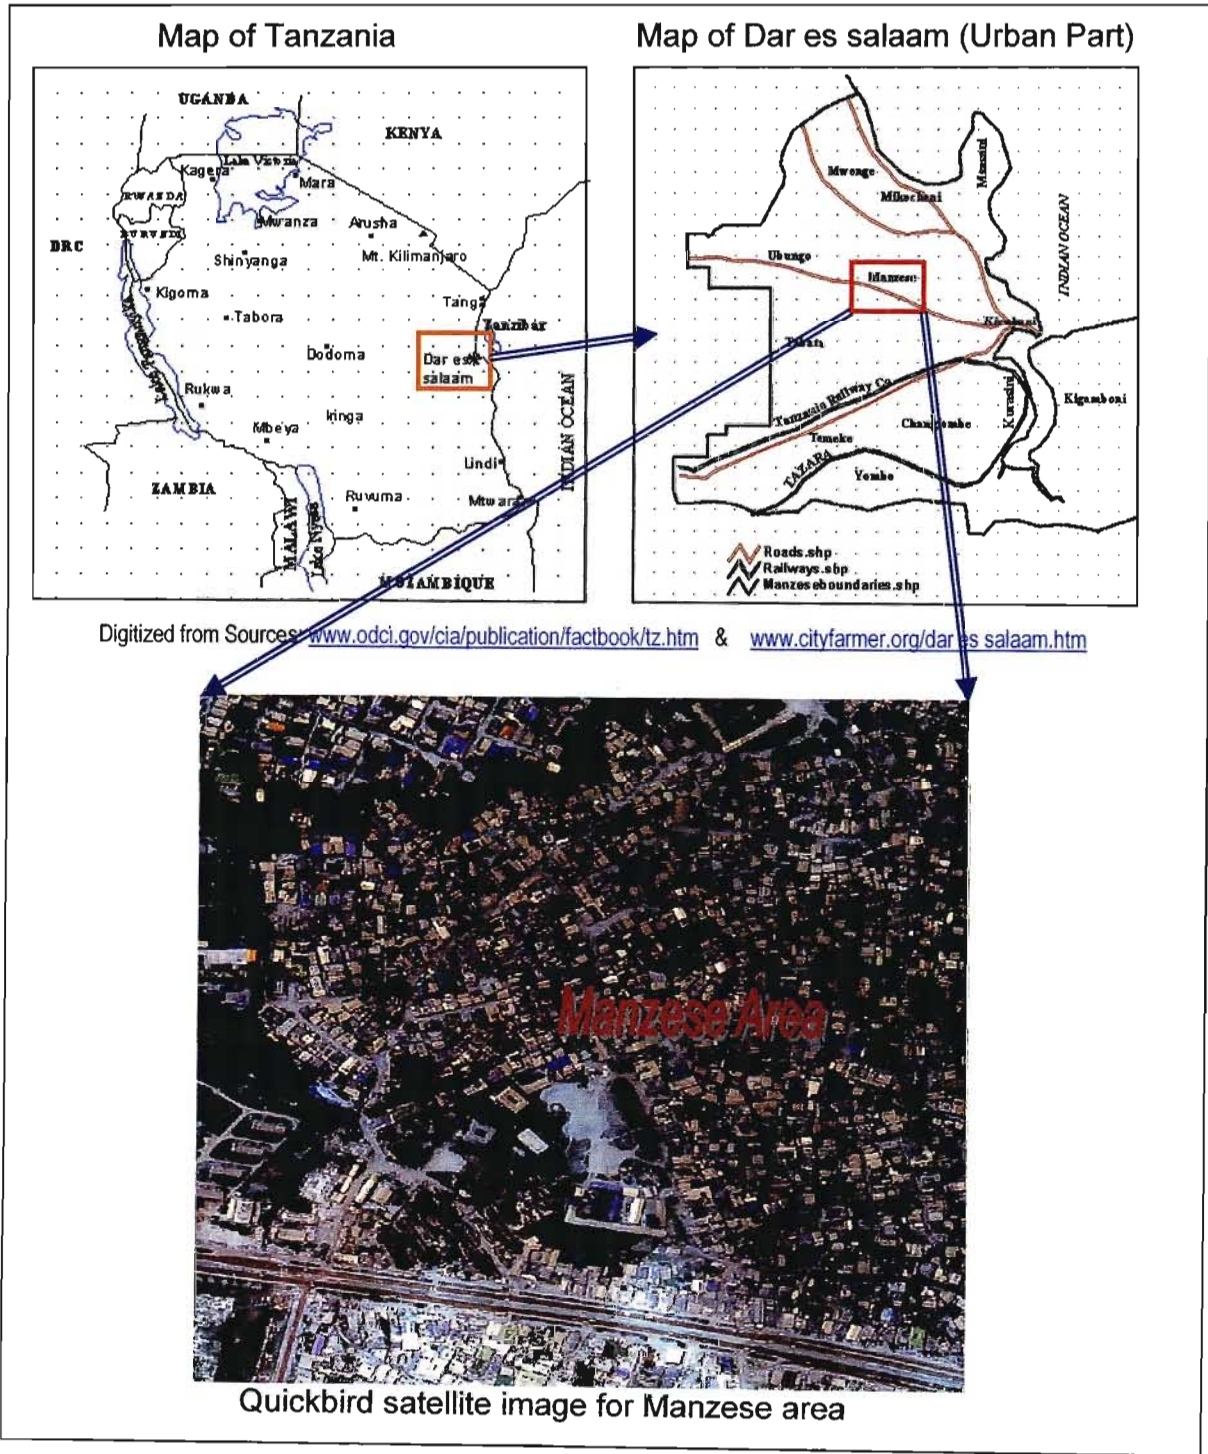 Map of Tanzania
UGANDA
KENYA
Lake Victoria
Kagera
Mara
RWANDA
Mwanza
Arusha
BURUNDI
DRC
Mt. Kilimanjaro
Shinyanga
Kigoma
Tanga
Tabora
Zanzibar
Dodoma
Dar es
salaam
Lake Tanganyika
Rukwa
Iringa
Mbeya
INDIAN OCEAN
Lindi
ZAMBIA
Ruvuma
Mtwara
MALAWI
Lake Nyasa
MOZAMBIQUE
Map of Dar es salaam (Urban Part)
Msasani
Mwenge
Mikocheni
INDIAN OCEAN
Ubungo
Manzese
Kivukoni
Tabata
Tanzania Railway Co
Kurasini
Kigamboni
Chang'ombe
Temeke
TAZARA
Yombo
Roads.shp
Railways.shp
Manzeseboundaries.shp
Digitized from Sources: www.odci.gov/cia/publication/factbook/tz.htm & www.cityfarmer.org/dar es salaam.htm
Manzese Area
Quickbird satellite image for Manzese area